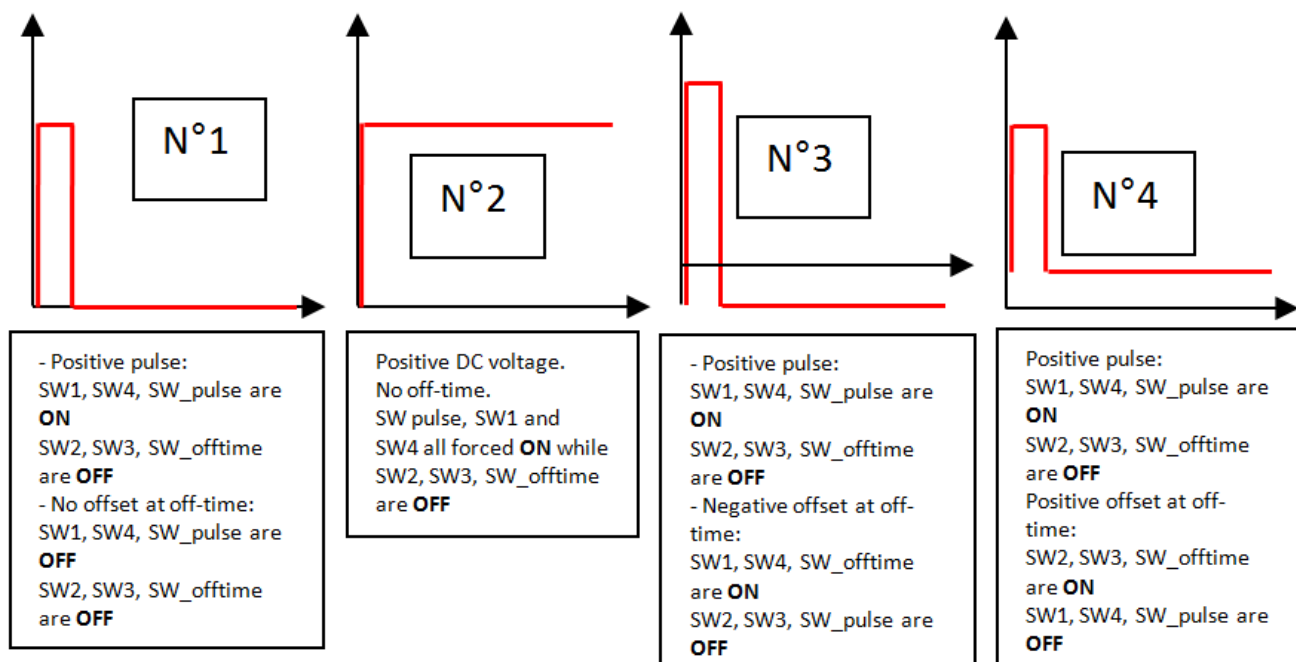 N°1
N°2
N°3
N°4
- Positive pulse:
SW1, SW4, SW_pulse are
ON
SW2, SW3, SW_offtime
are OFF
- No offset at off-time:
SW1, SW4, SW_pulse are
OFF
SW2, SW3, SW_offtime
are OFF
Positive DC voltage.
No off-time.
SW pulse, SW1 and
SW4 all forced ON while
SW2, SW3, SW_offtime
are OFF
- Positive pulse:
SW1, SW4, SW_pulse are
ON
SW2, SW3, SW_offtime
are OFF
- Negative offset at off-
time:
SW1, SW4, SW_offtime
are ON
SW2, SW3, SW_pulse are
OFF
Positive pulse:
SW1, SW4, SW_pulse are
ON
SW2, SW3, SW_offtime
are OFF
Positive offset at off-
time:
SW2, SW3, SW_offtime
are ON
SW1, SW4, SW_pulse are
OFF